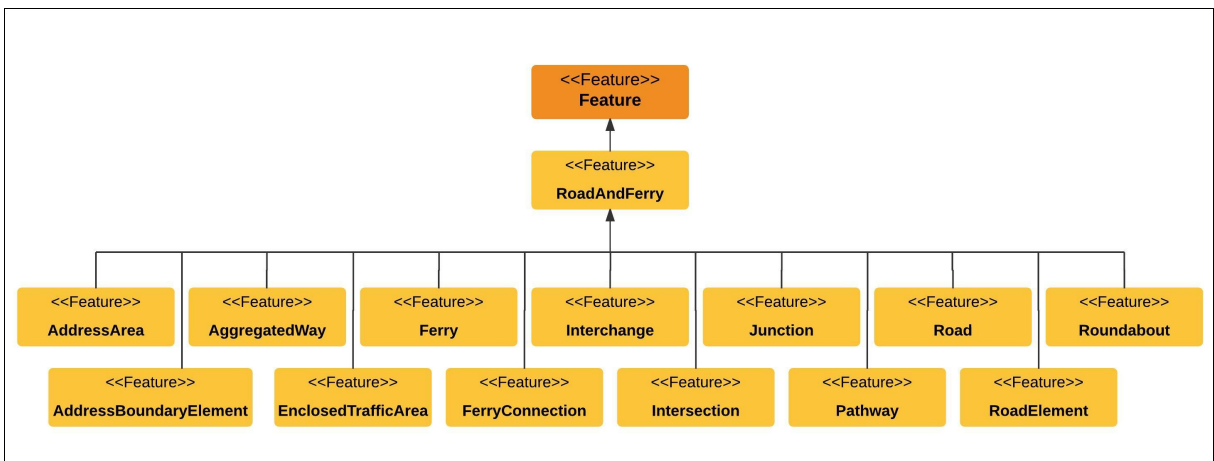 <<Feature>>
Feature
<<Feature>>
RoadAndFerry
<<Feature>>
AddressArea
<<Feature>>
AggregatedWay
<<Feature>>
Ferry
<<Feature>>
Interchange
<<Feature>>
Junction
<<Feature>>
Road
<<Feature>>
Roundabout
<<Feature>>
AddressBoundaryElement
<<Feature>>
EnclosedTrafficArea
<<Feature>>
FerryConnection
<<Feature>>
Intersection
<<Feature>>
Pathway
<<Feature>>
RoadElement